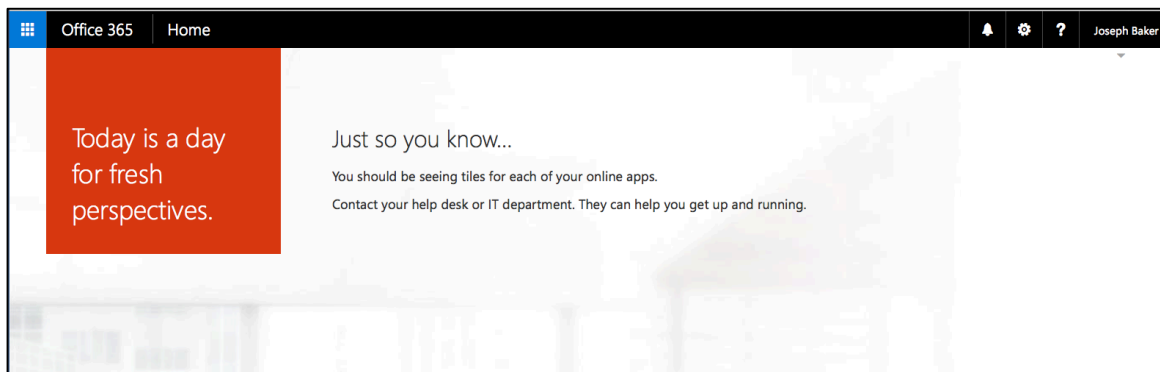 Office 365 Home ? Joseph Baker
Today is a day
for fresh
perspectives.
Just so you know...
You should be seeing tiles for each of your online apps.
Contact your help desk or IT department. They can help you get up and running.